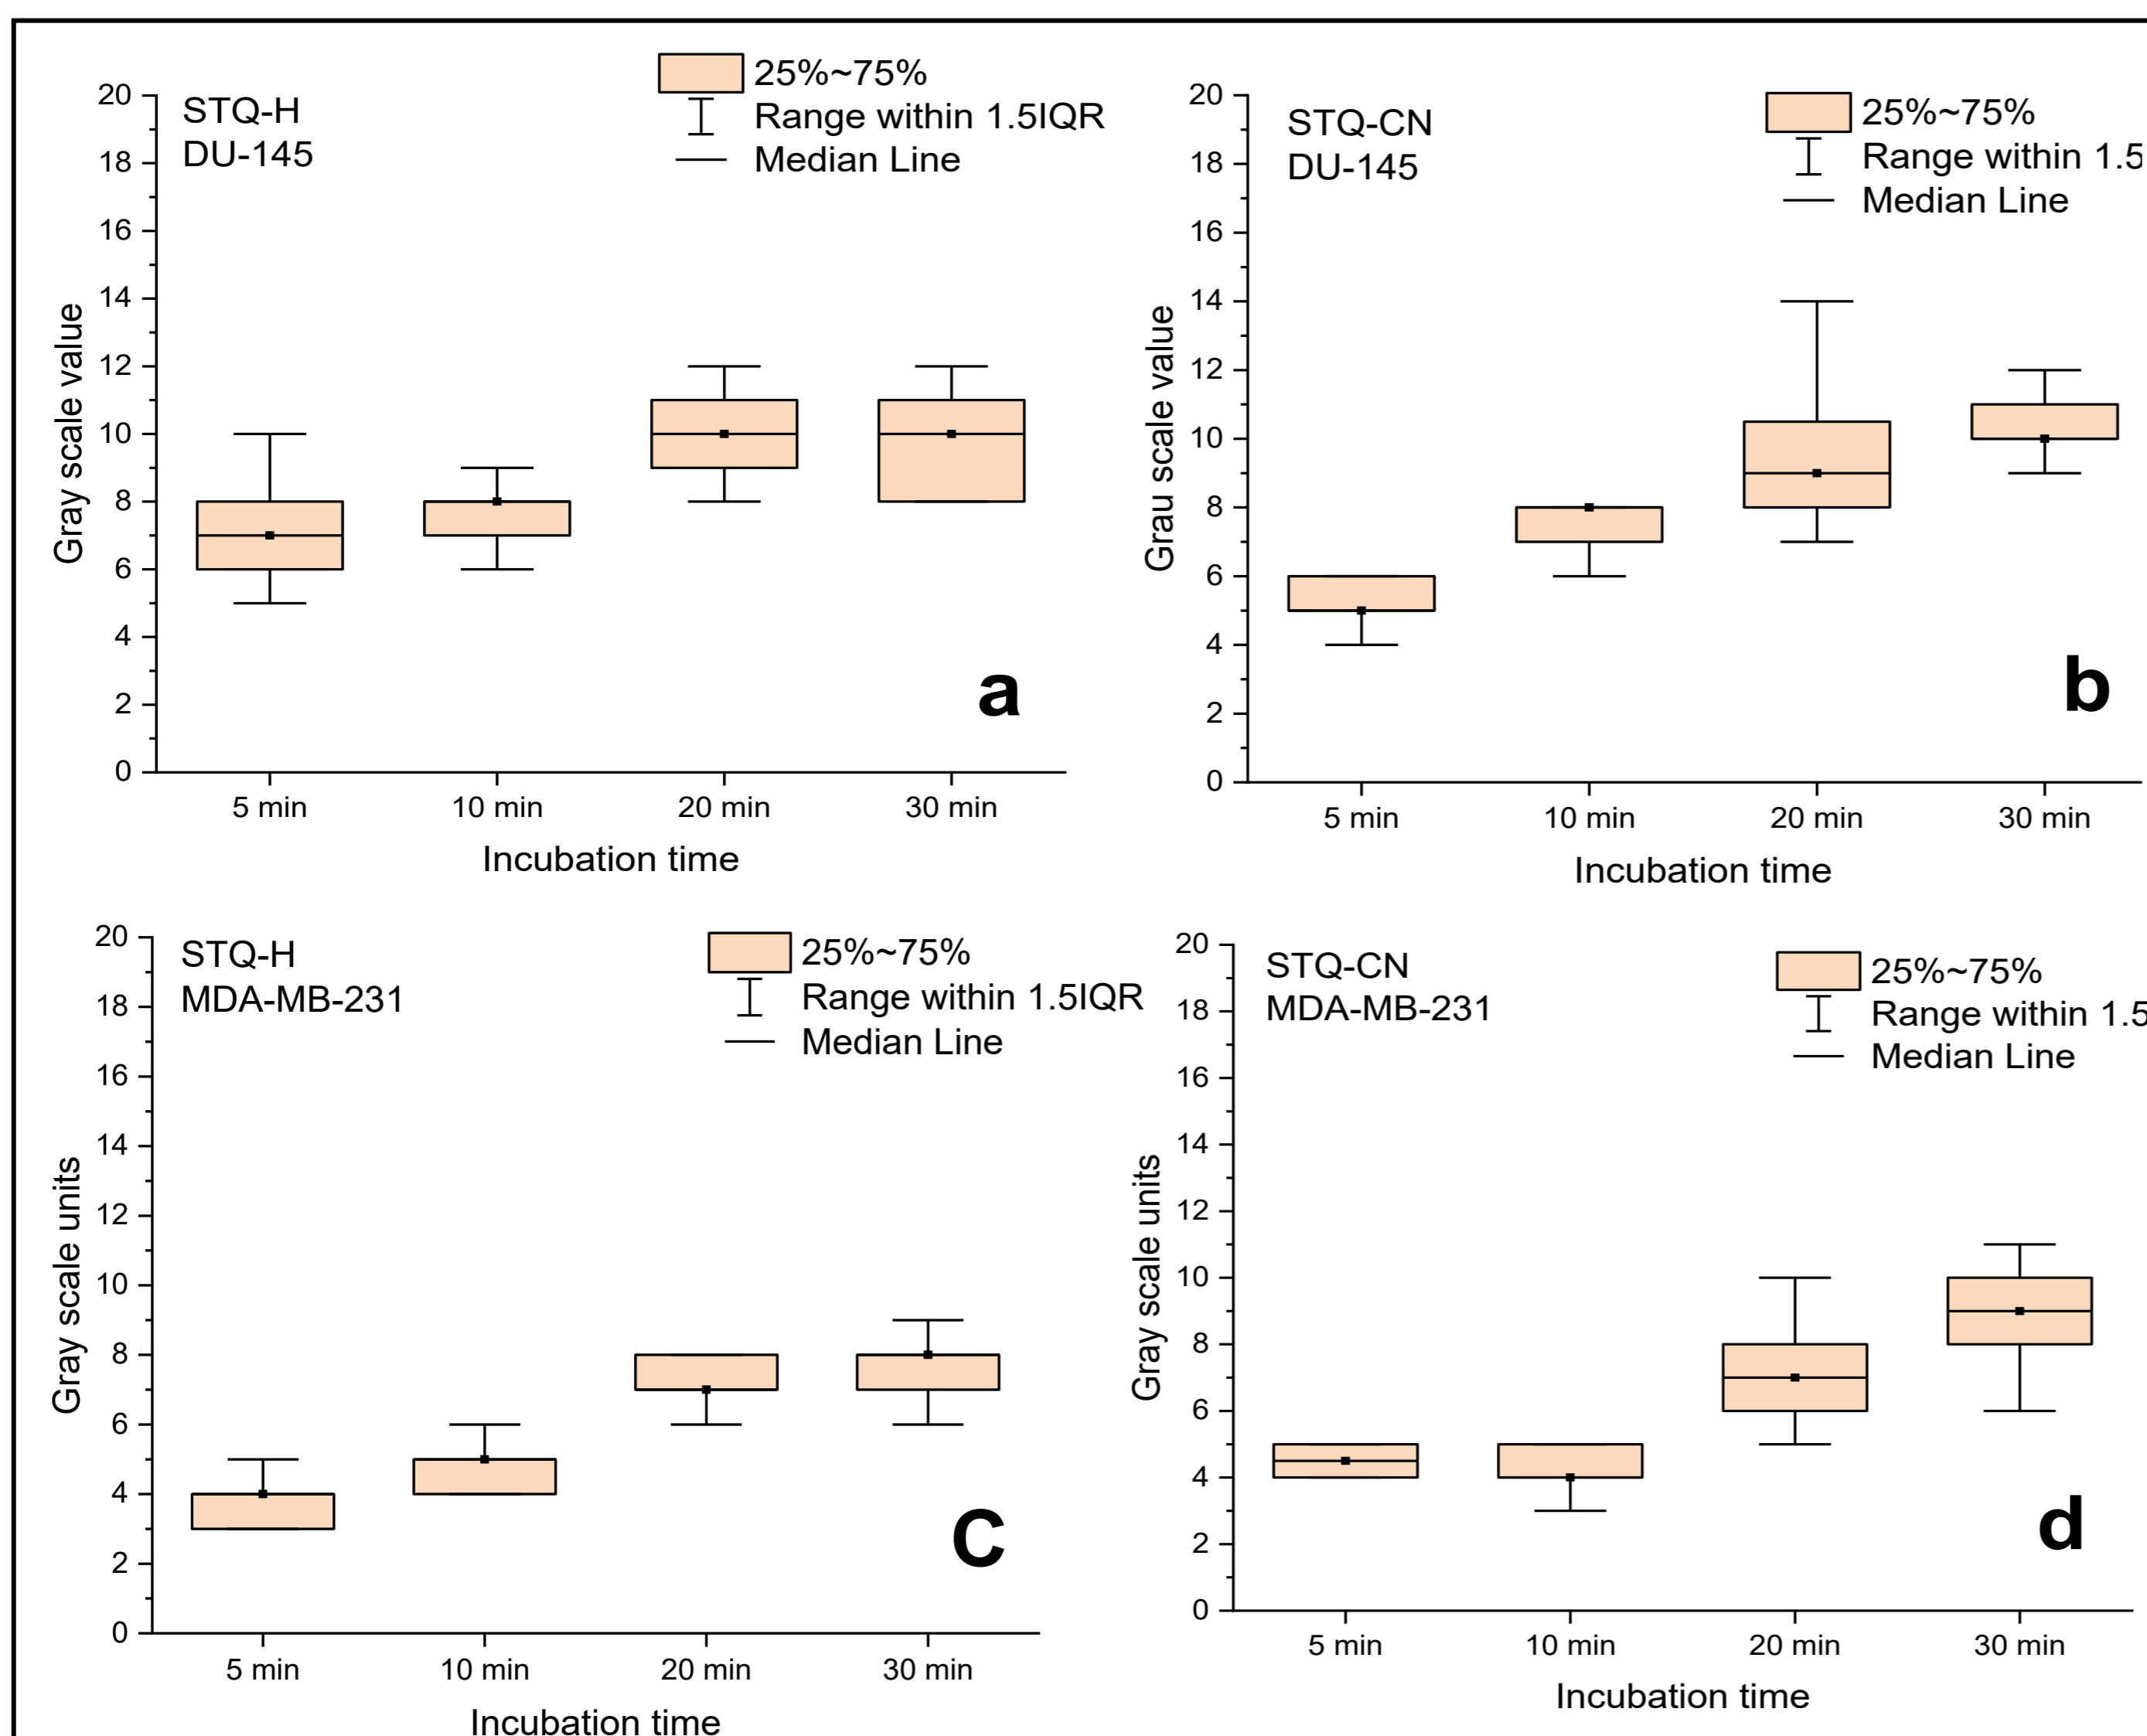 STQ-H
DU-145
25%~75%
Range within 1.5IQR
Median Line
20
18
16
14
12
10
8
6
4
2
0
Gray scale value
5 min
10 min
20 min
30 min
Incubation time
a
STQ-CN
DU-145
25%~75%
Range within 1.5
Median Line
20
18
16
14
12
10
8
6
4
2
0
Grau scale value
5 min
10 min
20 min
30 min
Incubation time
b
STQ-H
MDA-MB-231
25%~75%
Range within 1.5IQR
Median Line
20
18
16
14
12
10
8
6
4
2
0
Gray scale units
5 min
10 min
20 min
30 min
Incubation time
C
STQ-CN
MDA-MB-231
25%~75%
Range within 1.5
Median Line
20
18
16
14
12
10
8
6
4
2
0
Gray scale units
5 min
10 min
20 min
30 min
Incubation time
d